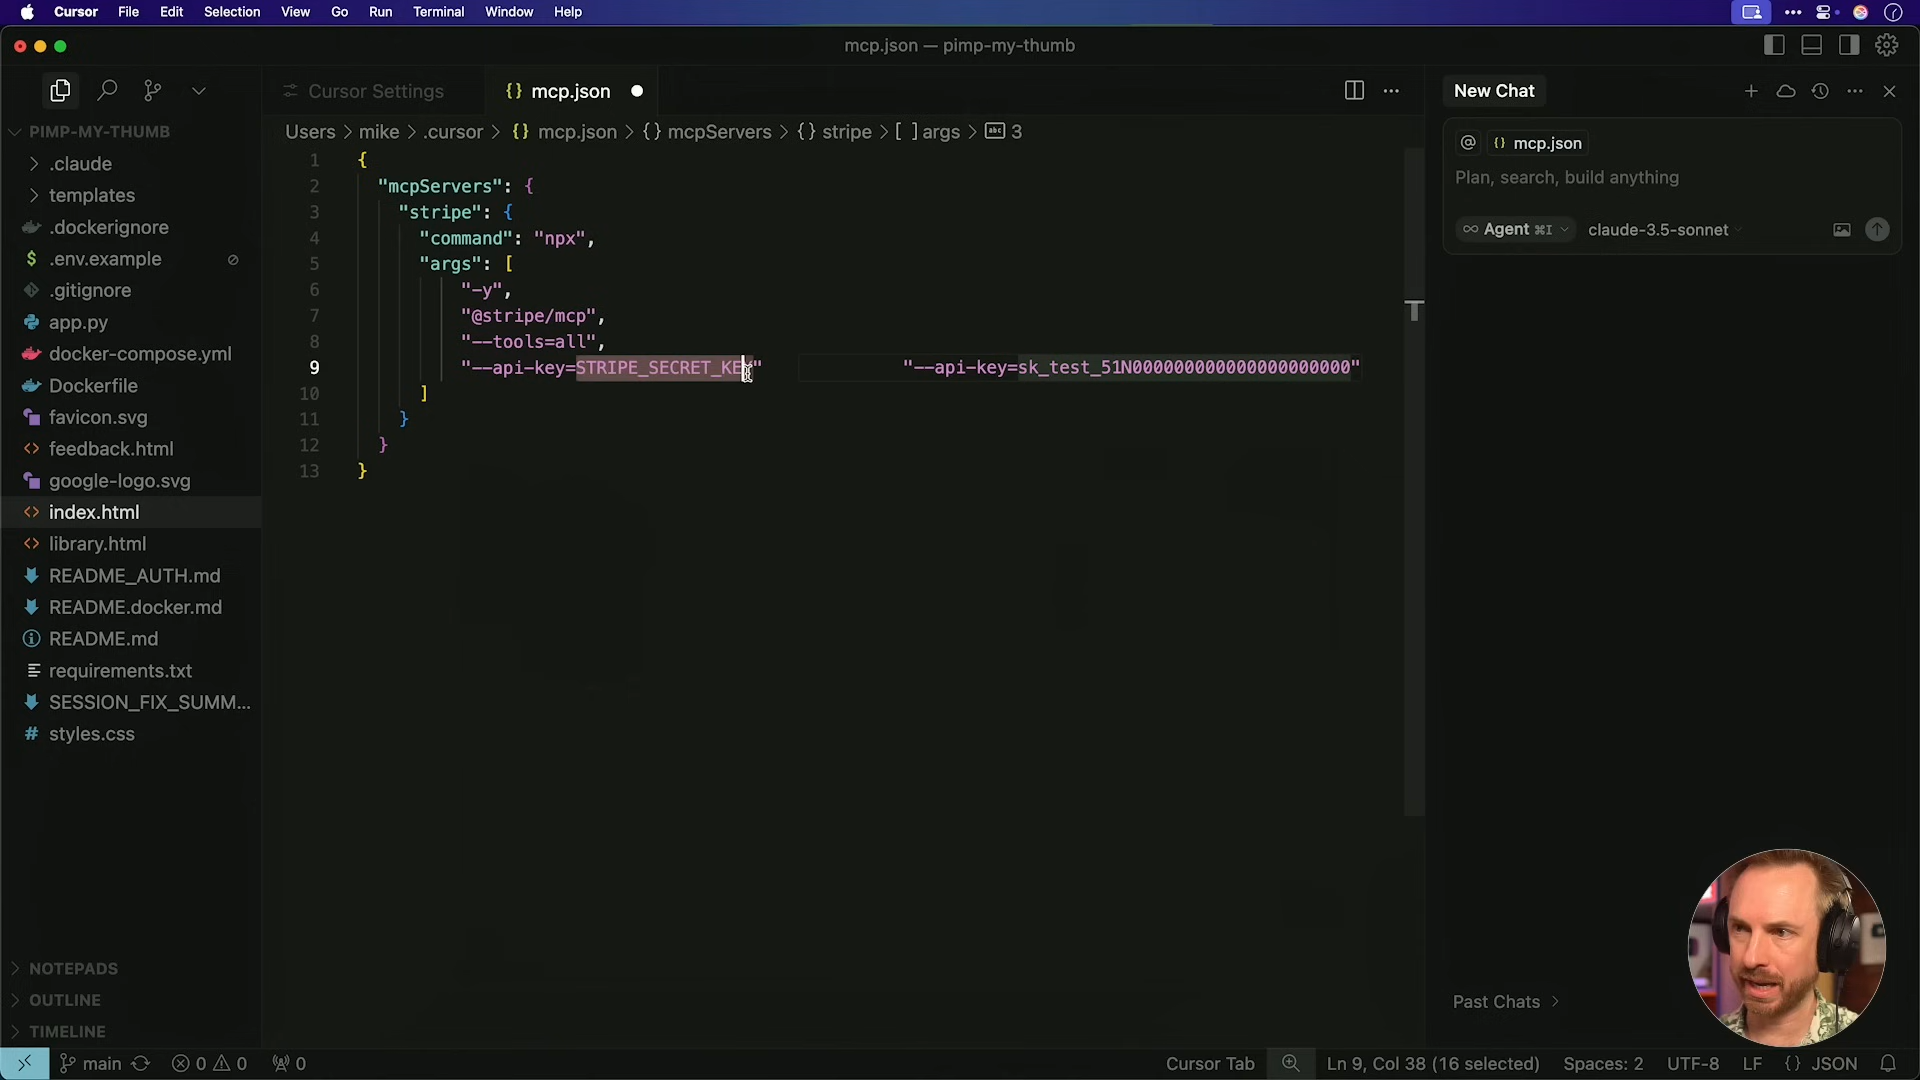 Cursor File Edit Selection View Go Run Terminal Window Help
mcp.json — pimp-my-thumb
Cursor Settings
{} mcp.json
New Chat
Users > mike > .cursor > {} mcp.json > {} mcpServers > {} stripe > [ ] args > abc 3
PIMP-MY-THUMB
.claude
templates
.dockerignore
.env.example
.gitignore
app.py
docker-compose.yml
Dockerfile
favicon.svg
feedback.html
google-logo.svg
index.html
library.html
README_AUTH.md
README.docker.md
README.md
requirements.txt
SESSION_FIX_SUMM...
styles.css
NOTEPADS
OUTLINE
TIMELINE
1 {
2 "mcpServers": {
3 "stripe": {
4 "command": "npx",
5 "args": [
6 "-y",
7 "@stripe/mcp",
8 "--tools=all",
9 "--api-key=STRIPE_SECRET_KEY" "--api-key=sk_test_51N000000000000000000000"
10 ]
11 }
12 }
13 }
@ {} mcp.json
Plan, search, build anything
∞ Agent ⌘I claude-3.5-sonnet
Past Chats >
main 0 0 0 Cursor Tab Ln 9, Col 38 (16 selected) Spaces: 2 UTF-8 LF {} JSON